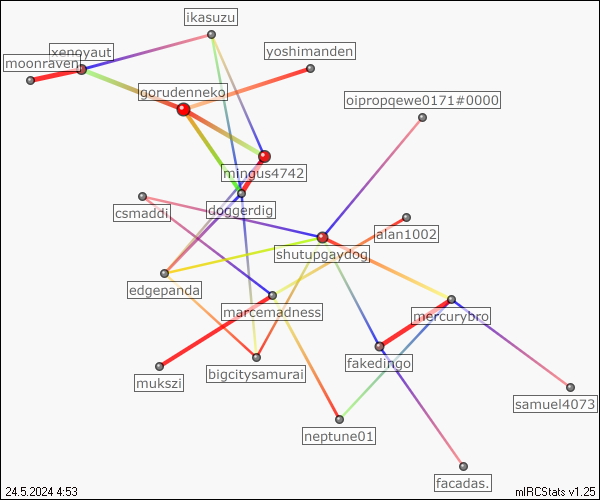 ikasuzu
xenoyaut
yoshimanden
moonraven
gorudenneko
oipropqewe0171#0000
mingus4742
doggerdig
csmaddi
alan1002
shutupgaydog
edgepanda
marcemadness
mercurybro
fakedingo
bigcitysamurai
mukszi
samuel4073
neptune01
facadas.
24.5.2024 4:53
mIRCStats v1.25